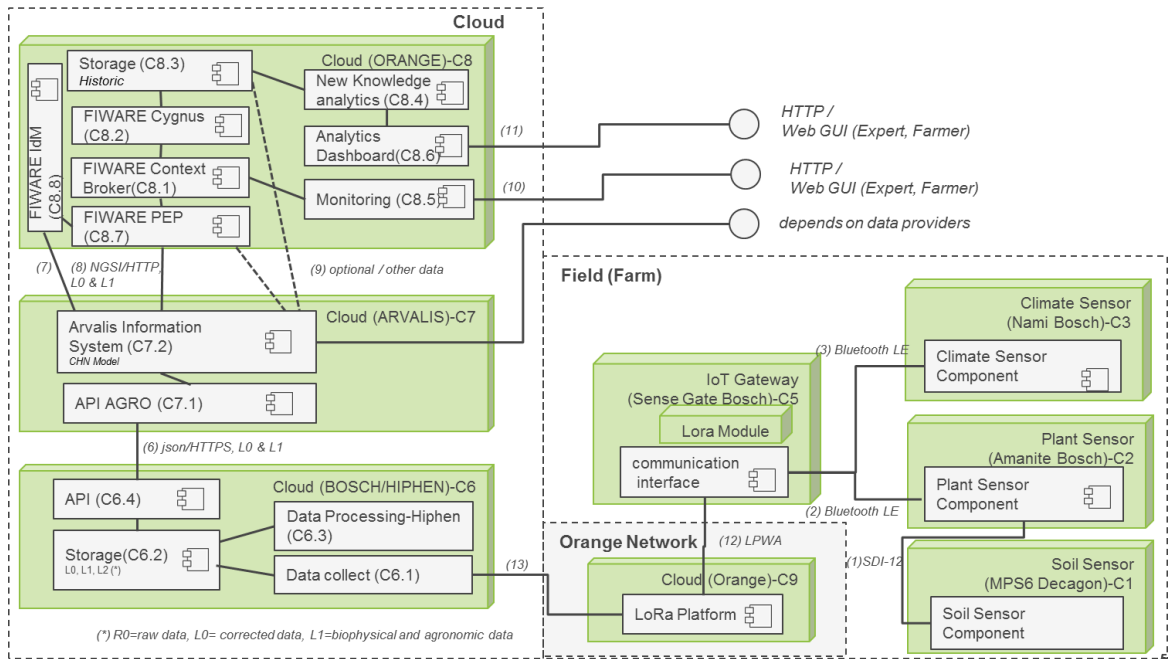 Cloud
Cloud (ORANGE)-C8
Storage (C8.3)
Historic
FIWARE IdM
(C8.8)
FIWARE Cygnus
(C8.2)
FIWARE Context
Broker(C8.1)
FIWARE PEP
(C8.7)
New Knowledge
analytics (C8.4)
Analytics
Dashboard(C8.6)
Monitoring (C8.5)
(11)
(10)
HTTP /
Web GUI (Expert, Farmer)
HTTP /
Web GUI (Expert, Farmer)
depends on data providers
(7)
(8) NGSI/HTTP,
L0 & L1
(9) optional / other data
Cloud (ARVALIS)-C7
Arvalis Information
System (C7.2)
CHN Model
API AGRO (C7.1)
(6) json/HTTPS, L0 & L1
Cloud (BOSCH/HIPHEN)-C6
API (C6.4)
Storage(C6.2)
L0, L1, L2 (*)
Data Processing-Hiphen
(C6.3)
Data collect (C6.1)
(13)
(*) R0=raw data, L0= corrected data, L1=biophysical and agronomic data
Field (Farm)
Climate Sensor
(Nami Bosch)-C3
Climate Sensor
Component
(3) Bluetooth LE
IoT Gateway
(Sense Gate Bosch)-C5
Lora Module
communication
interface
Plant Sensor
(Amanite Bosch)-C2
Plant Sensor
Component
(2) Bluetooth LE
(12) LPWA
(1)SDI-12
Orange Network
Cloud (Orange)-C9
LoRa Platform
Soil Sensor
(MPS6 Decagon)-C1
Soil Sensor
Component